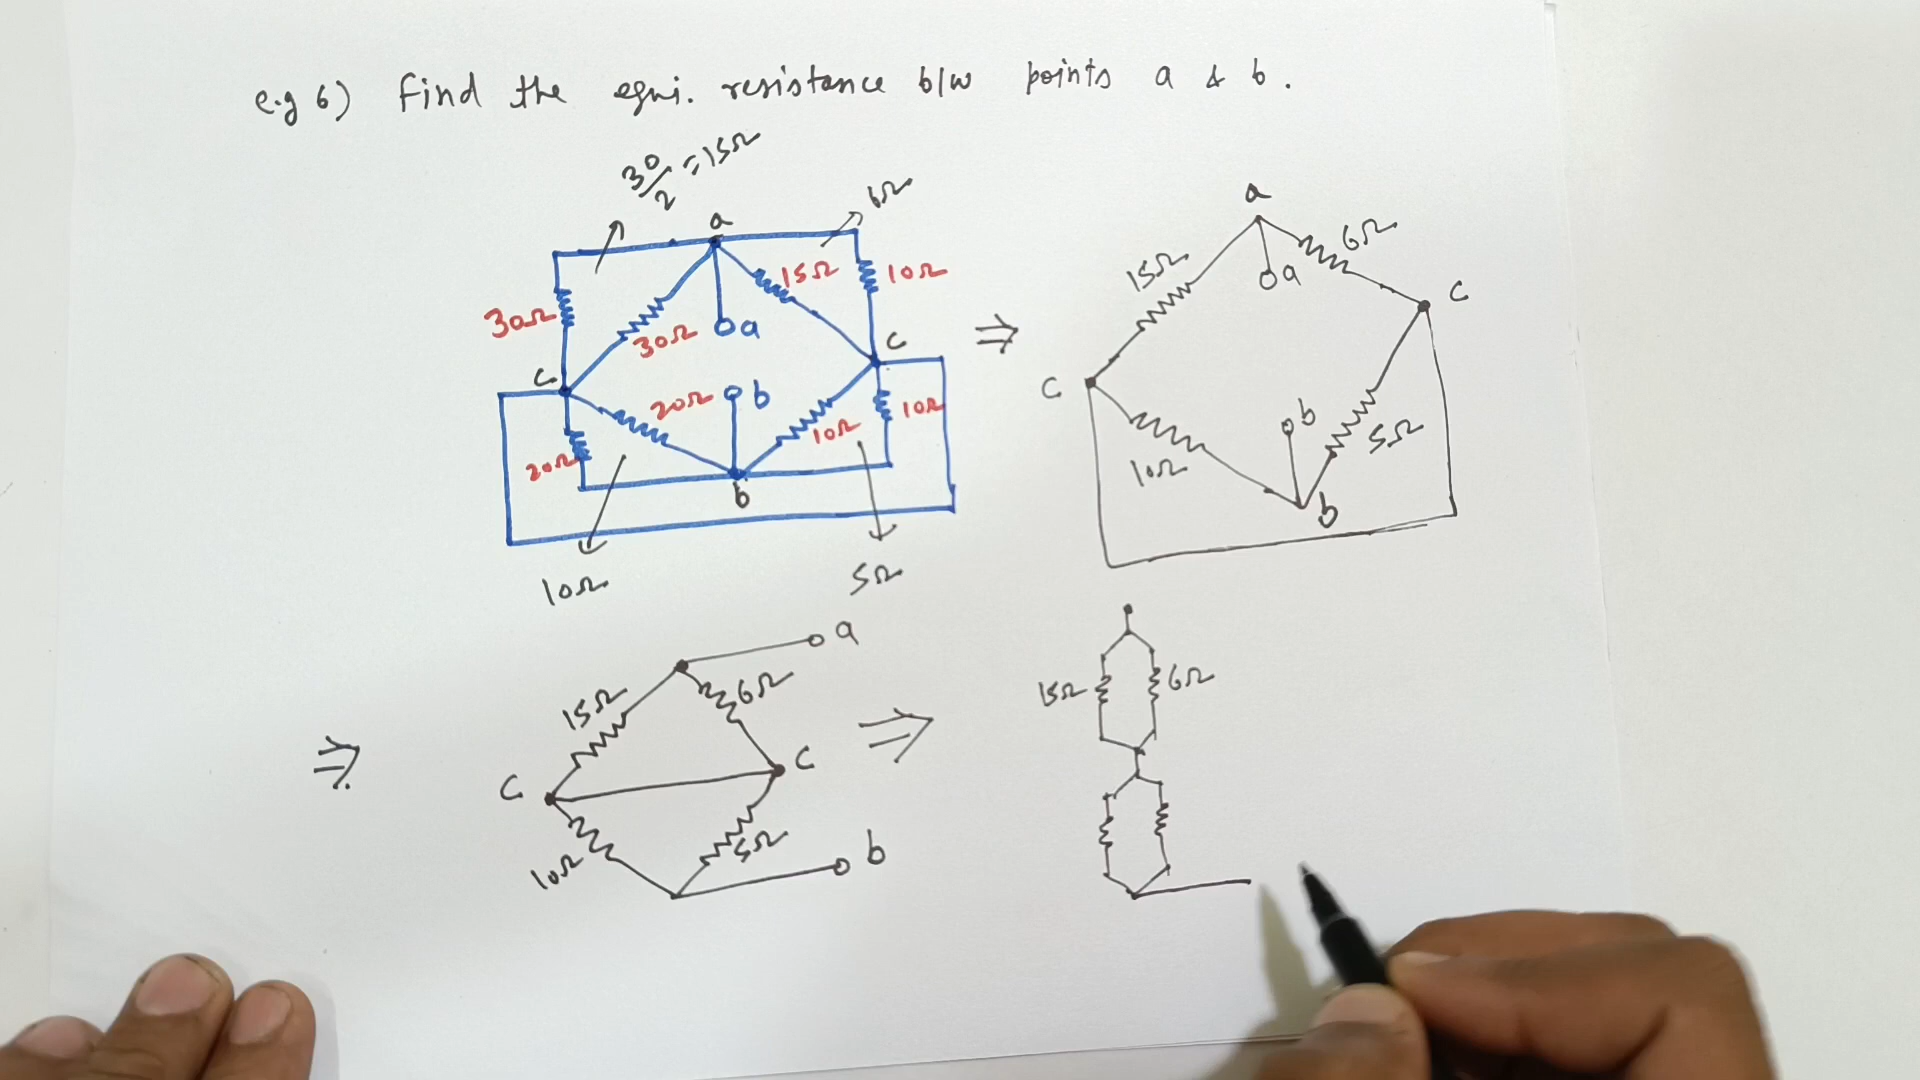 e.g 6) Find the equi. resistance b/w points a & b.
30/2 = 15Ω
6Ω
a
15Ω
10Ω
30Ω
30Ω
a
c
c
20Ω
b
10Ω
10Ω
20Ω
b
10Ω
5Ω
⇒
a
15Ω
6Ω
a
c
c
b
5Ω
10Ω
b
⇒
a
15Ω
6Ω
c
c
10Ω
5Ω
b
⇒
15Ω
6Ω